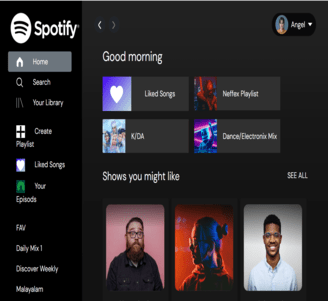 Spotify
Home
Search
Your Library
Create
Playlist
Liked Songs
Your
Episods
FAV
Daily Mix 1
Discover Weekly
Malayalam
Angel
Good morning
Liked Songs
Neffex Playlist
K/DA
Dance/Electronix Mix
Shows you might like
SEE ALL